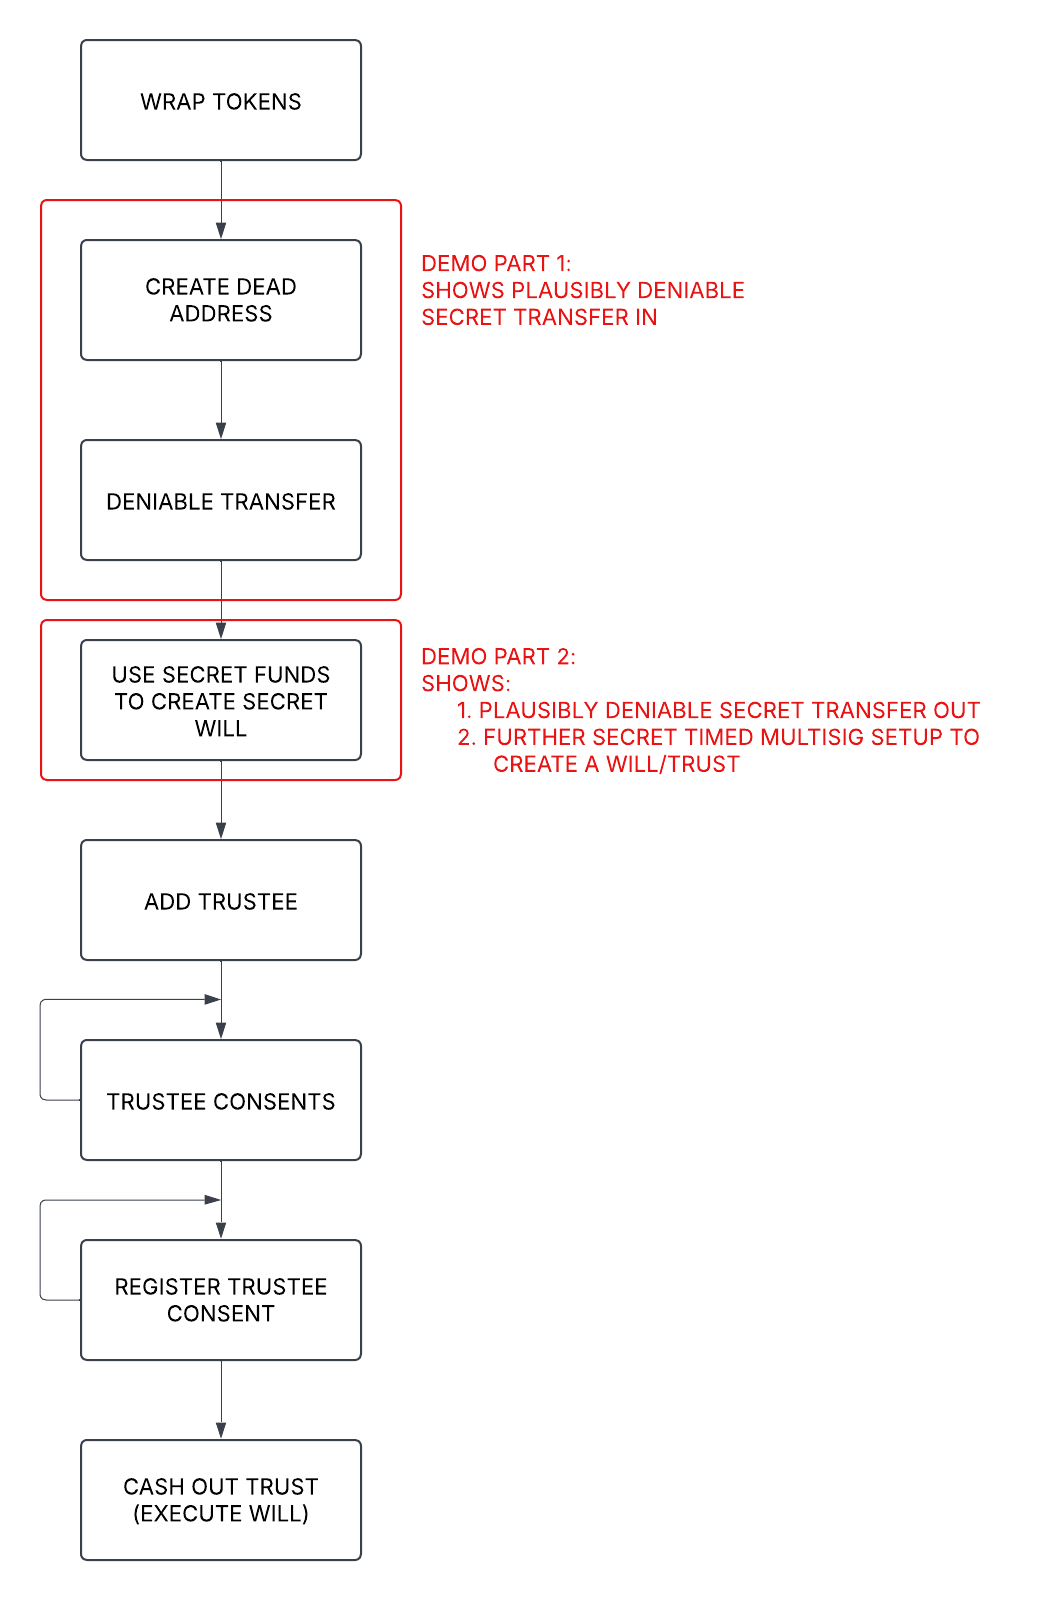 WRAP TOKENS
CREATE DEAD
ADDRESS
DEMO PART 1:
SHOWS PLAUSIBLY DENIABLE
SECRET TRANSFER IN
DENIABLE TRANSFER
USE SECRET FUNDS
TO CREATE SECRET
WILL
DEMO PART 2:
SHOWS:
1. PLAUSIBLY DENIABLE SECRET TRANSFER OUT
2. FURTHER SECRET TIMED MULTISIG SETUP TO
CREATE A WILL/TRUST
ADD TRUSTEE
TRUSTEE CONSENTS
REGISTER TRUSTEE
CONSENT
CASH OUT TRUST
(EXECUTE WILL)